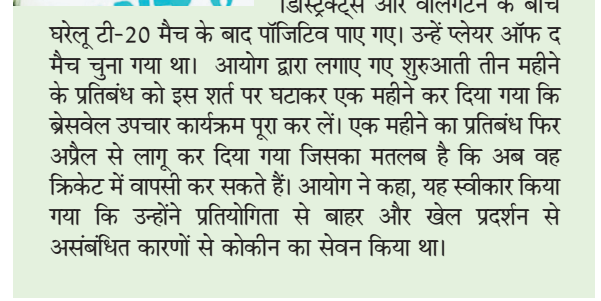 डिस्ट्रिक्ट्स और वेलिंगटन के बीच
घरेलू टी-20 मैच के बाद पॉजिटिव पाए गए। उन्हें प्लेयर ऑफ द
मैच चुना गया था। आयोग द्वारा लगाए गए शुरुआती तीन महीने
के प्रतिबंध को इस शर्त पर घटाकर एक महीने कर दिया गया कि
ब्रेसवेल उपचार कार्यक्रम पूरा कर लें। एक महीने का प्रतिबंध फिर
अप्रैल से लागू कर दिया गया जिसका मतलब है कि अब वह
क्रिकेट में वापसी कर सकते हैं। आयोग ने कहा, यह स्वीकार किया
गया कि उन्होंने प्रतियोगिता से बाहर और खेल प्रदर्शन से
असंबंधित कारणों से कोकीन का सेवन किया था।